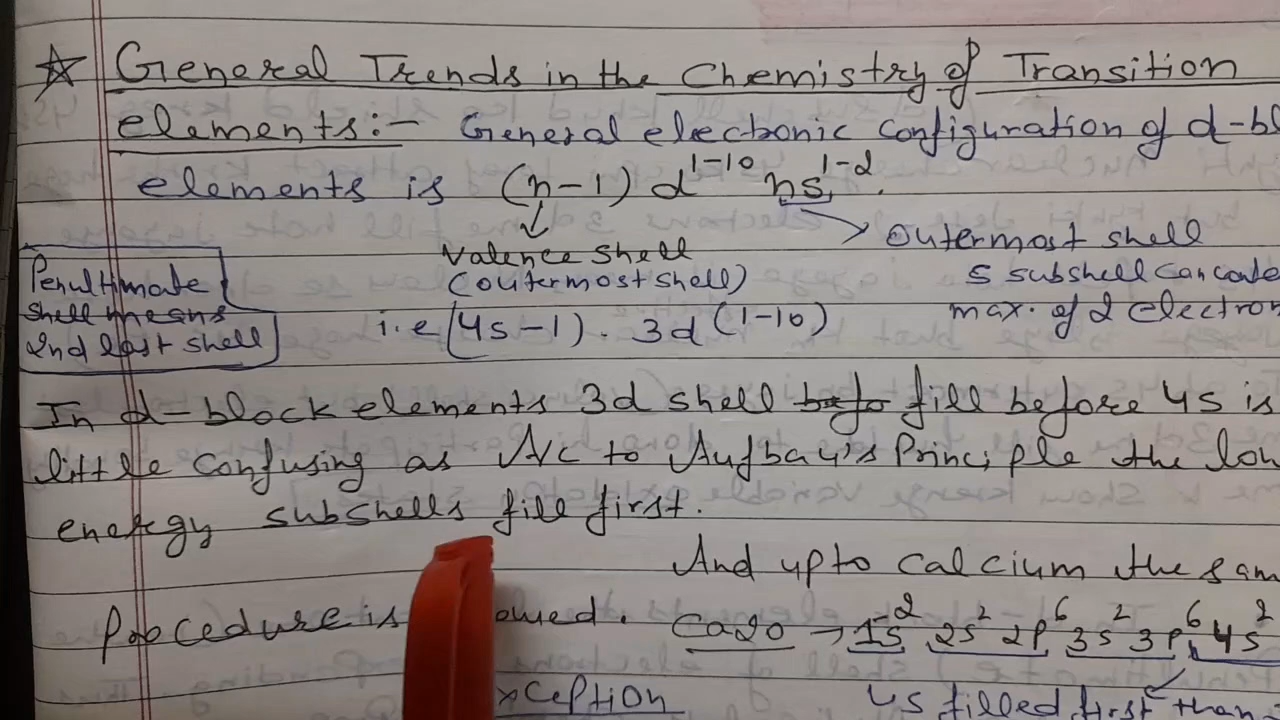 ☆ General Trends in the Chemistry of Transition
elements:- General electronic configuration of d-bl
elements is (n-1) d¹⁻¹⁰ ns¹⁻².
Valence shell
(outermost shell)
outermost shell
s subshell can
max. of 2 electron
Penultimate
shell means
2nd last shell
i.e (4s-1). 3d(1-10)
In d-block elements 3d shell fill before 4s is
little confusing as A/c to Aufbau's Principle the low
energy subshells fill first.
And upto calcium the sam
Procedure is owed. Ca20 → 1s² 2s² 2p⁶ 3s² 3p⁶ 4s²
xception
4s filled first than